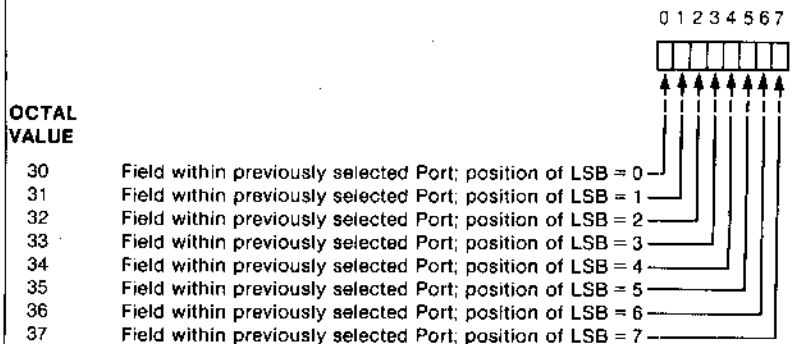 0 1 2 3 4 5 6 7
OCTAL
VALUE
30 Field within previously selected Port; position of LSB = 0
31 Field within previously selected Port; position of LSB = 1
32 Field within previously selected Port; position of LSB = 2
33 Field within previously selected Port; position of LSB = 3
34 Field within previously selected Port; position of LSB = 4
35 Field within previously selected Port; position of LSB = 5
36 Field within previously selected Port; position of LSB = 6
37 Field within previously selected Port; position of LSB = 7